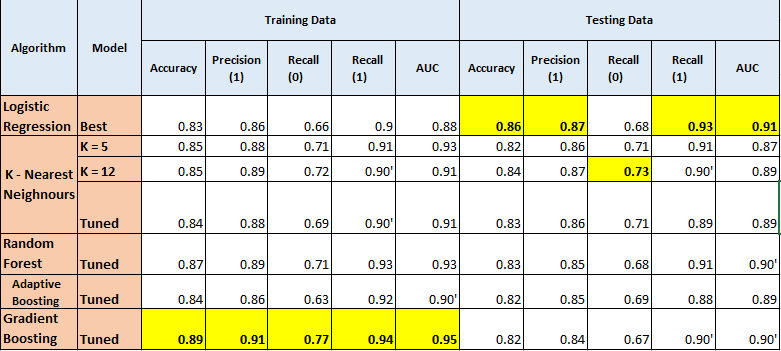 Algorithm Model Training Data Testing Data
Accuracy Precision (1) Recall (0) Recall (1) AUC Accuracy Precision (1) Recall (0) Recall (1) AUC
Logistic Regression Best 0.83 0.86 0.66 0.9 0.88 0.86 0.87 0.68 0.93 0.91
K - Nearest Neighnours K = 5 0.85 0.88 0.71 0.91 0.93 0.82 0.86 0.71 0.91 0.87
K = 12 0.85 0.89 0.72 0.90' 0.91 0.84 0.87 0.73 0.90' 0.89
Tuned 0.84 0.88 0.69 0.90' 0.91 0.83 0.86 0.71 0.89 0.89
Random Forest Tuned 0.87 0.89 0.71 0.93 0.93 0.83 0.85 0.68 0.91 0.90'
Adaptive Boosting Tuned 0.84 0.86 0.63 0.92 0.90' 0.82 0.85 0.69 0.88 0.89
Gradient Boosting Tuned 0.89 0.91 0.77 0.94 0.95 0.82 0.84 0.67 0.90' 0.90'